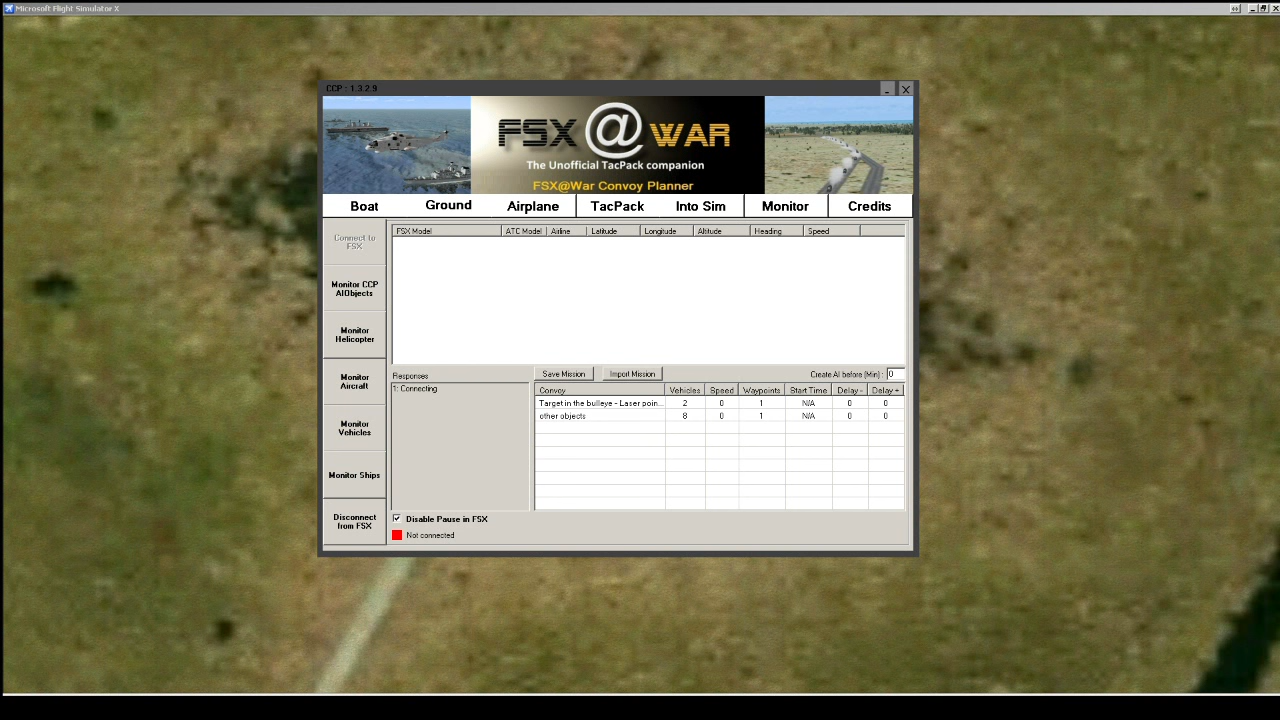 Microsoft Flight Simulator X
CCP : 1.3.2.9
FSX @ WAR
The Unofficial TacPack companion
FSX@War Convoy Planner
Boat Ground Airplane TacPack Into Sim Monitor Credits
Connect to
FSX
Monitor CCP
AIObjects
Monitor
Helicopter
Monitor
Aircraft
Monitor
Vehicles
Monitor Ships
Disconnect
from FSX
FSX Model ATC Model Airline Latitude Longitude Altitude Heading Speed
Responses
1: Connecting
Save Mission Import Mission Create AI before (Min) : 0
Convoy Vehicles Speed Waypoints Start Time Delay - Delay +
Target in the bulleye - Laser poin... 2 0 1 N/A 0 0
other objects 8 0 1 N/A 0 0
Disable Pause in FSX
Not connected